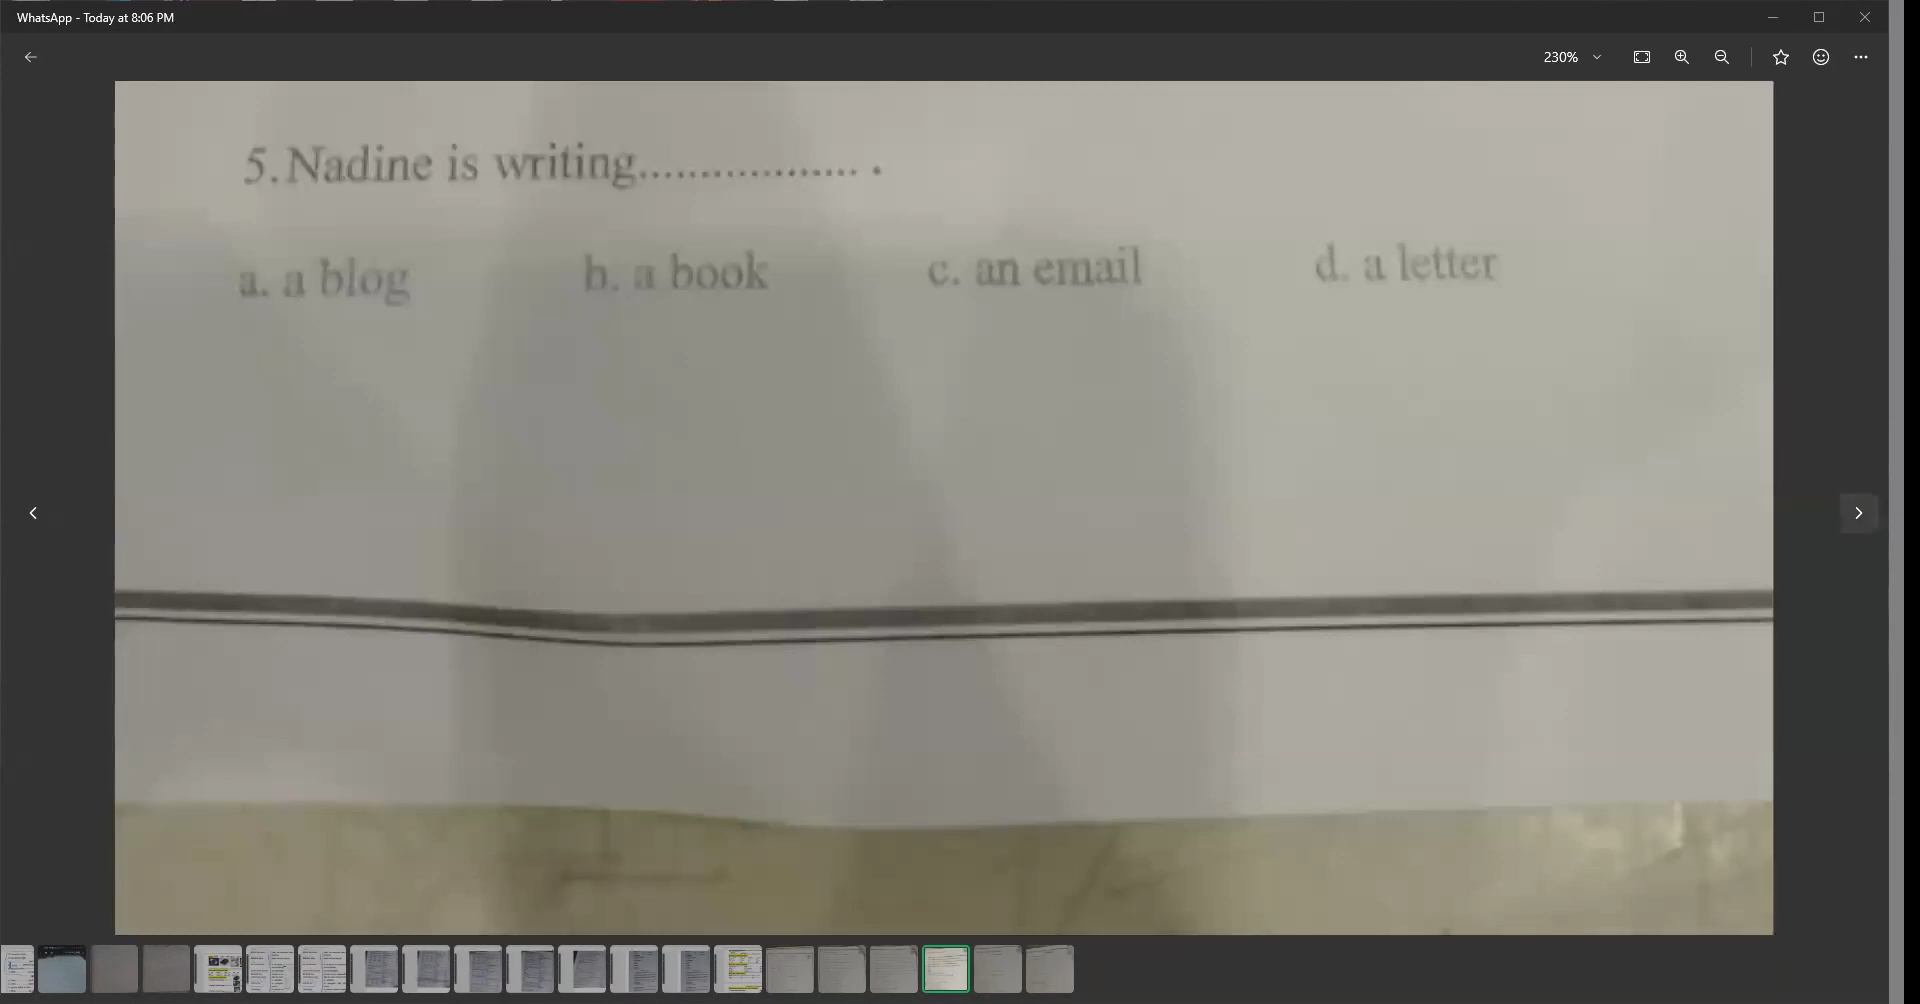 WhatsApp - Today at 8:06 PM
230%
5. Nadine is writing.................. .
a. a blog b. a book c. an email d. a letter